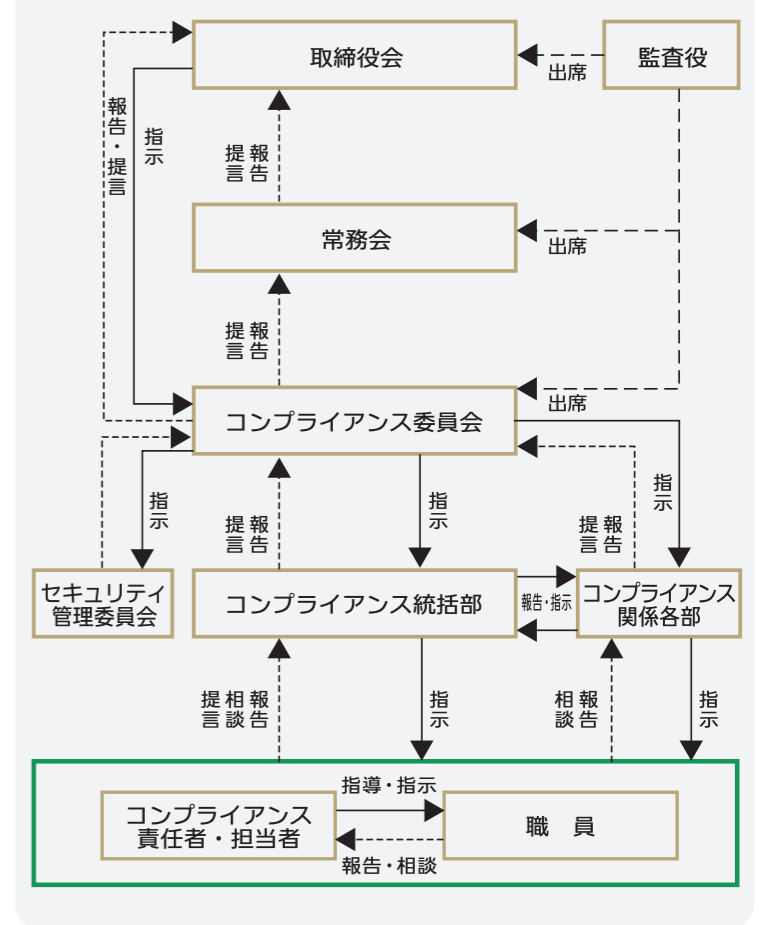 取締役会
監査役
出席
報告・提言
指示
報告
提言
常務会
出席
報告
提言
コンプライアンス委員会
出席
指示
報告
提言
指示
報告
提言
指示
セキュリティ
管理委員会
コンプライアンス統括部
報告・指示
コンプライアンス
関係各部
報告
相談
提言
指示
報告
相談
指示
コンプライアンス
責任者・担当者
指導・指示
職　員
報告・相談